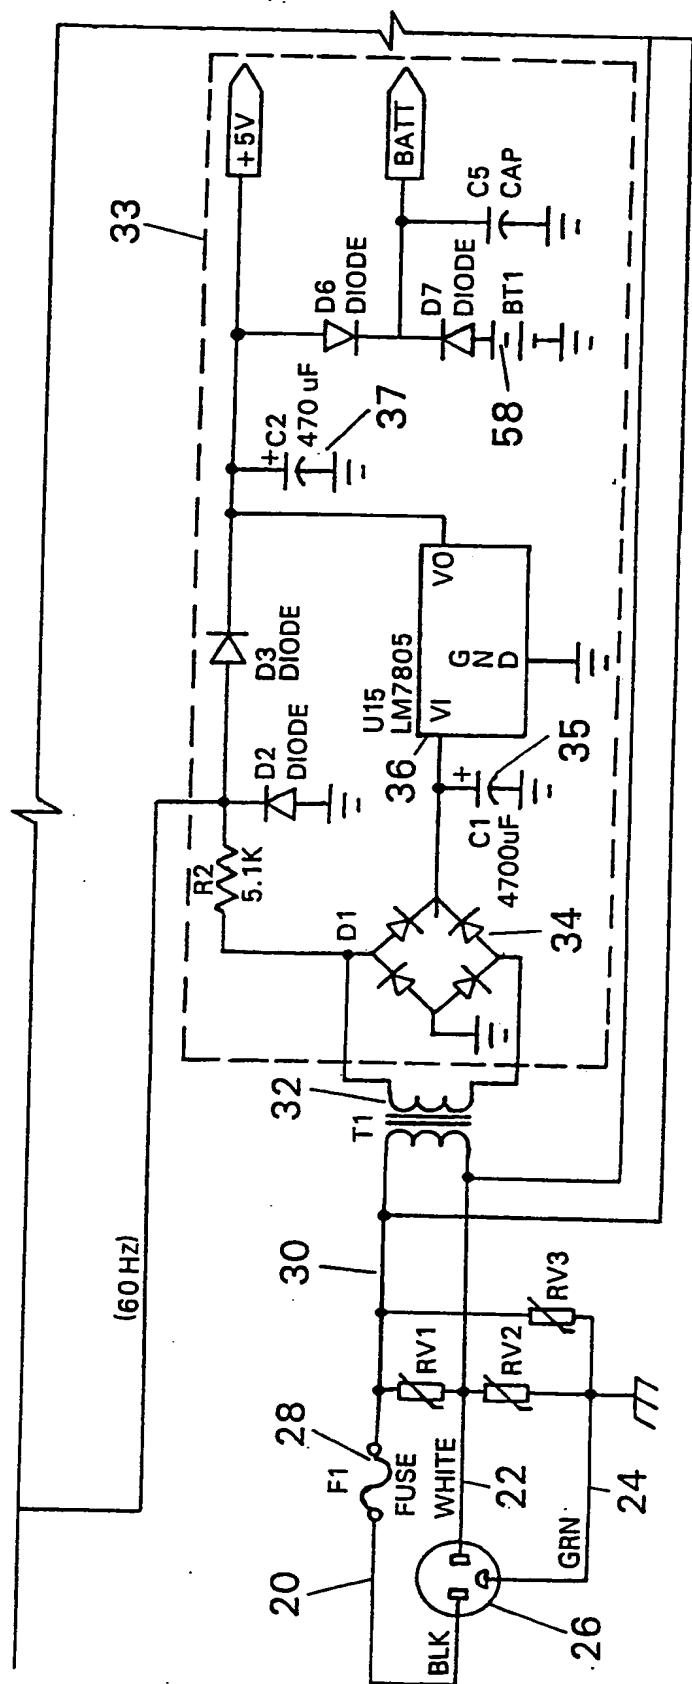 33
+5V
BATT
C5
CAP
D6
DIODE
D7
DIODE
BT1
58
+
C2
470 uF
37
D3
DIODE
U15
LM7805
VI
VO
G
N
D
36
D2
DIODE
+
35
C1
4700uF
R2
5.1K
D1
34
32
T1
(60 Hz)
30
RV3
RV1
RV2
28
F1
FUSE
WHITE
22
24
20
GRN
BLK
26